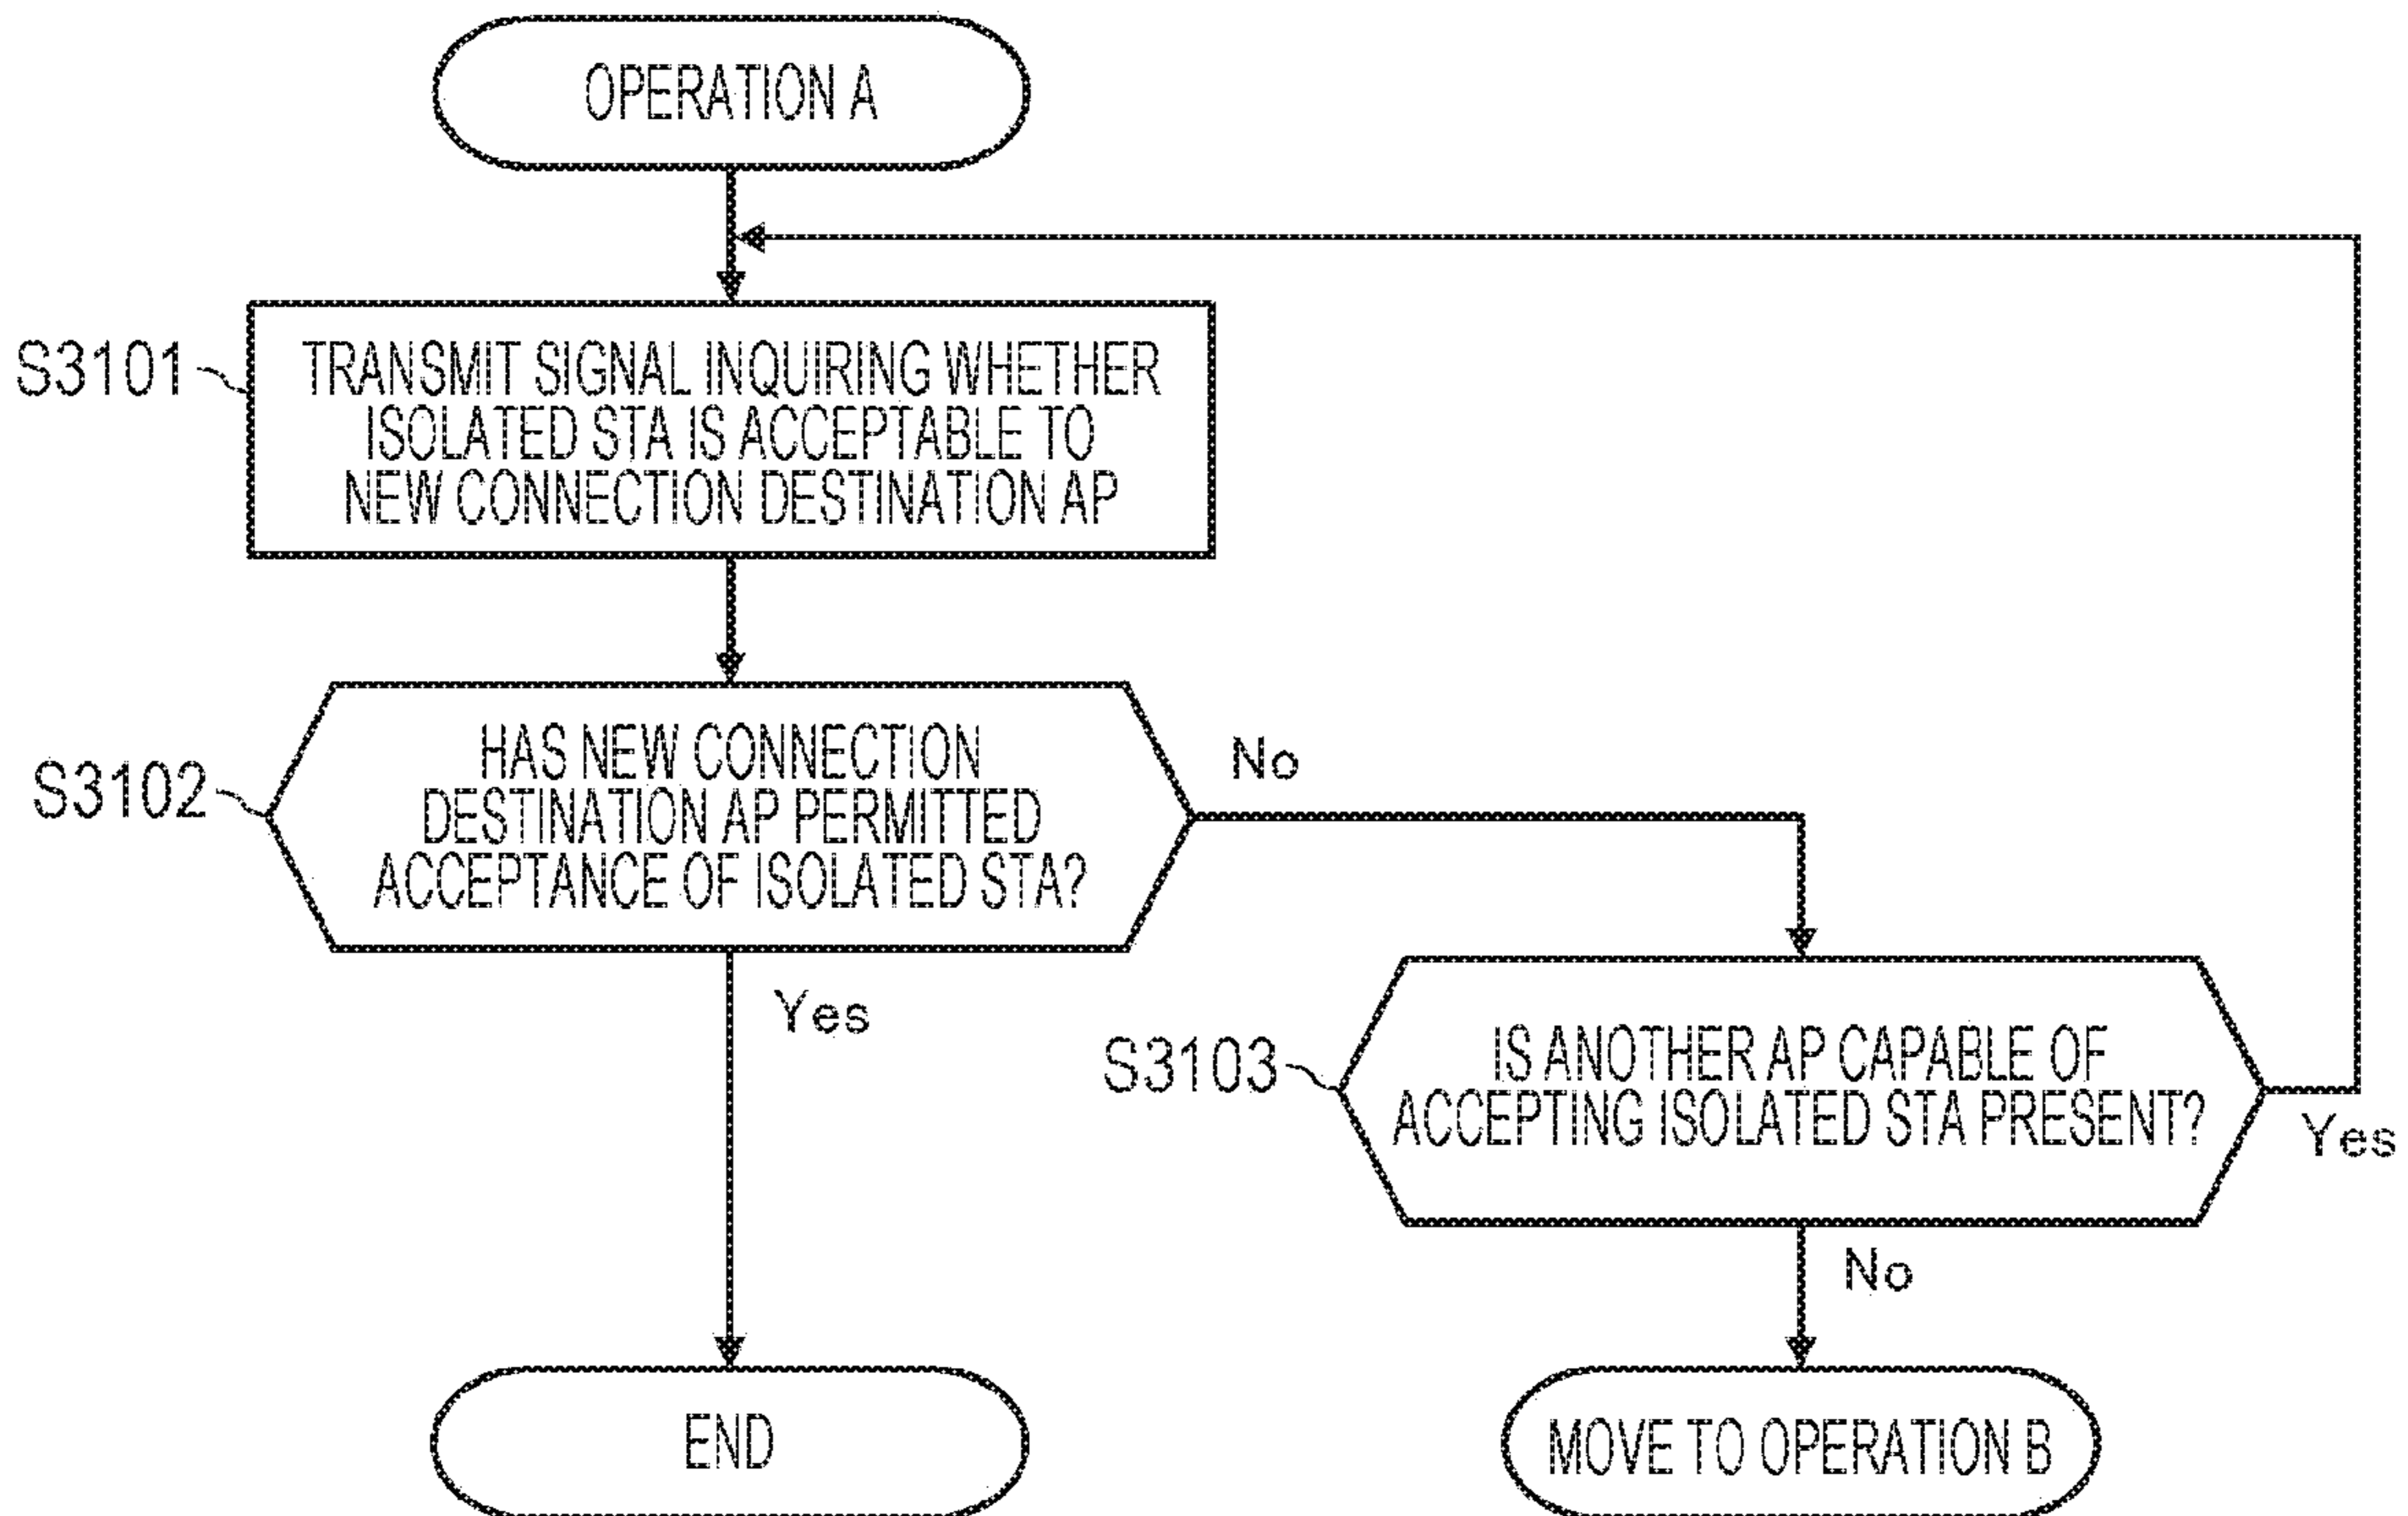 OPERATION A
S3101
TRANSMIT SIGNAL INQUIRING WHETHER
ISOLATED STA IS ACCEPTABLE TO
NEW CONNECTION DESTINATION AP
S3102
HAS NEW CONNECTION
DESTINATION AP PERMITTED
ACCEPTANCE OF ISOLATED STA?
No
Yes
S3103
IS ANOTHER AP CAPABLE OF
ACCEPTING ISOLATED STA PRESENT?
Yes
No
END
MOVE TO OPERATION B